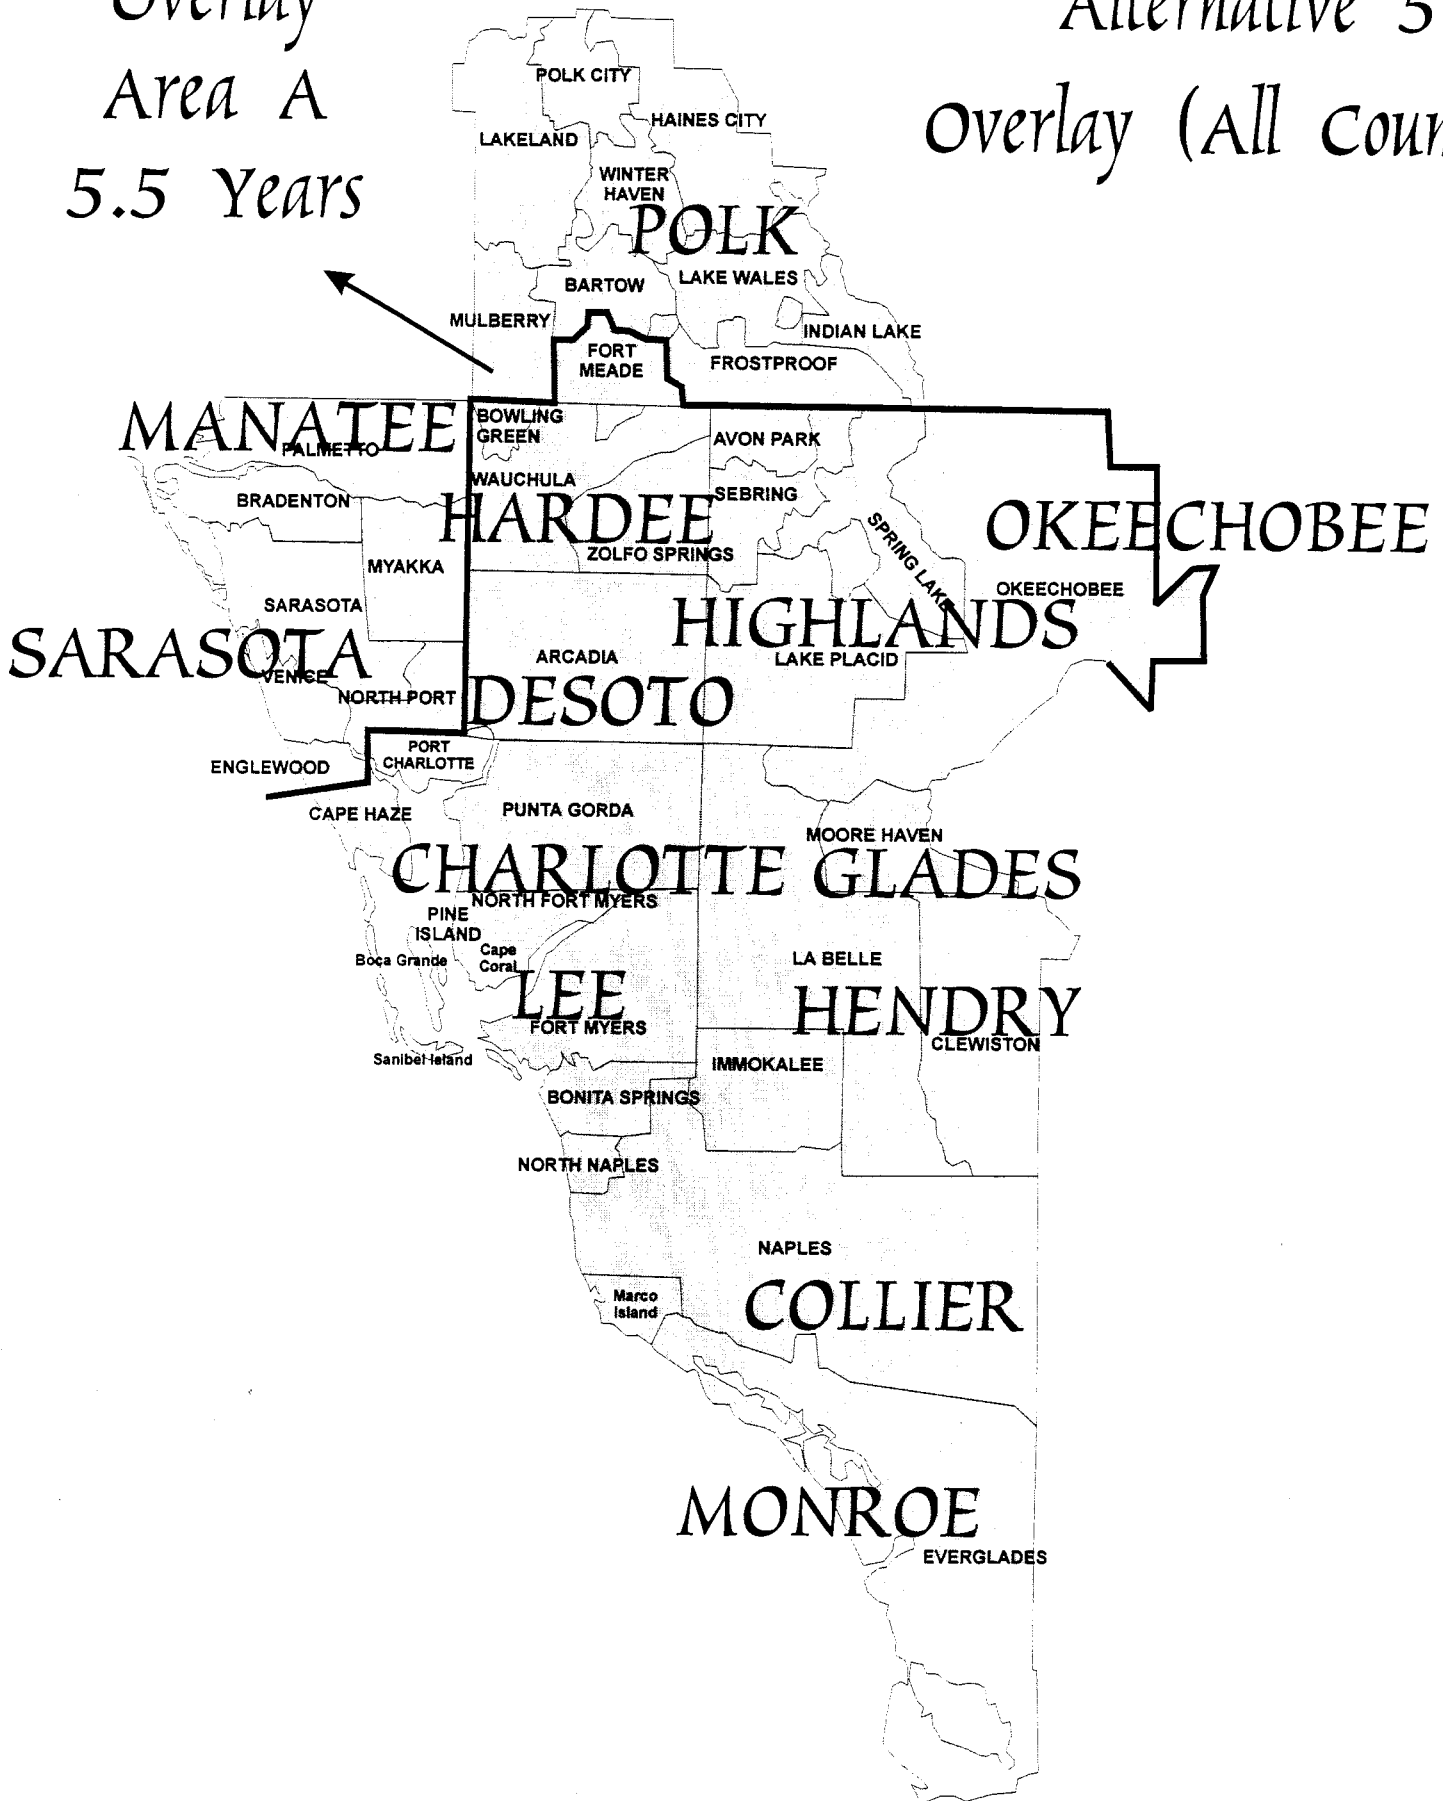 Overlay
Area A
5.5 Years
Alternative 5
Overlay (All Coun
POLK CITY
HAINES CITY
LAKELAND
WINTER
HAVEN
POLK
BARTOW
LAKE WALES
MULBERRY
INDIAN LAKE
FORT
MEADE
FROSTPROOF
MANATEE
PALMETTO
BOWLING
GREEN
AVON PARK
WAUCHULA
SEBRING
BRADENTON
HARDEE
OKEECHOBEE
ZOLFO SPRINGS
SPRING LAKE
MYAKKA
OKEECHOBEE
SARASOTA
HIGHLANDS
SARASOTA
ARCADIA
LAKE PLACID
VENICE
NORTH PORT
DESOTO
PORT
CHARLOTTE
ENGLEWOOD
CAPE HAZE
PUNTA GORDA
MOORE HAVEN
CHARLOTTE
GLADES
NORTH FORT MYERS
PINE
ISLAND
Boca Grande
Cape
Coral
LA BELLE
LEE
HENDRY
FORT MYERS
CLEWISTON
Sanibel Island
IMMOKALEE
BONITA SPRINGS
NORTH NAPLES
NAPLES
Marco
Island
COLLIER
MONROE
EVERGLADES